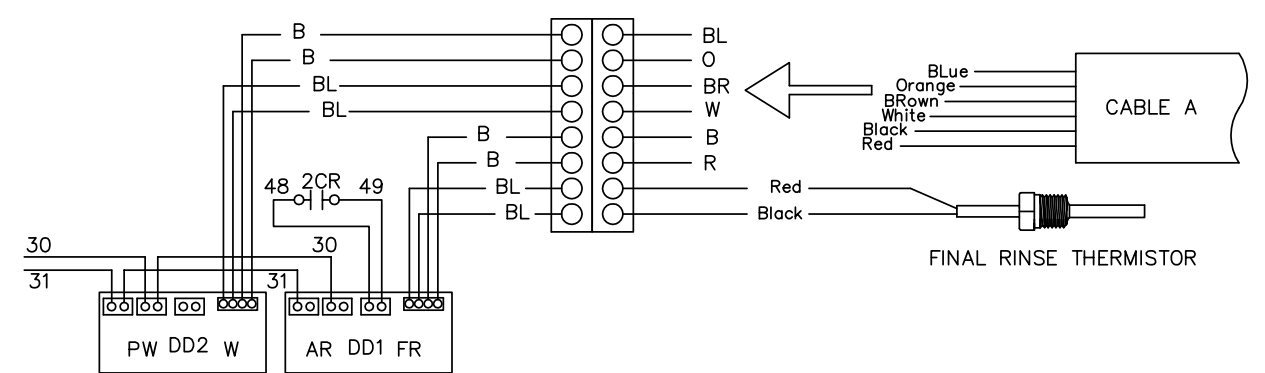 B BL
B O
BL BR
BL W
B B
B R
BL Red
BL Black
BLue
Orange
BRown
White
Black
Red
CABLE A
48 2CR 49
30 30
31 31
FINAL RINSE THERMISTOR
PW DD2 W
AR DD1 FR